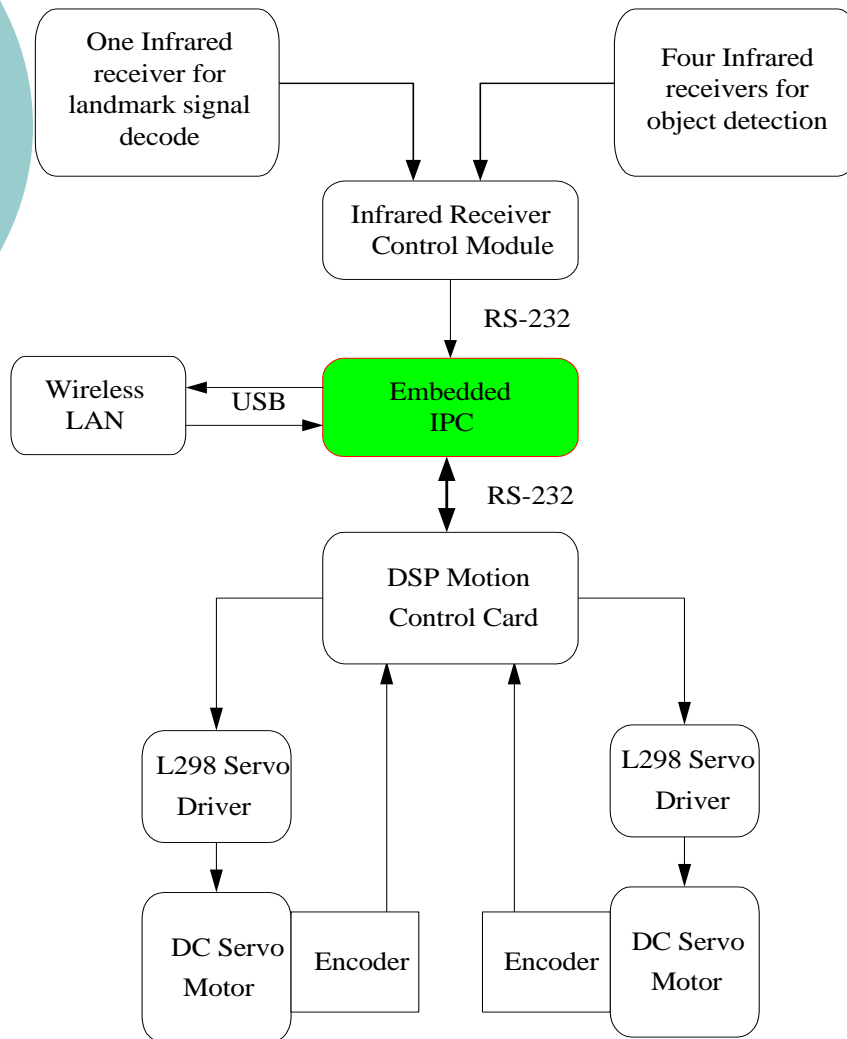 One Infrared
receiver for
landmark signal
decode
Four Infrared
receivers for
object detection
Infrared Receiver
Control Module
RS-232
Wireless
LAN
USB
Embedded
IPC
RS-232
DSP Motion
Control Card
L298 Servo
Driver
L298 Servo
Driver
DC Servo
Motor
Encoder
Encoder
DC Servo
Motor